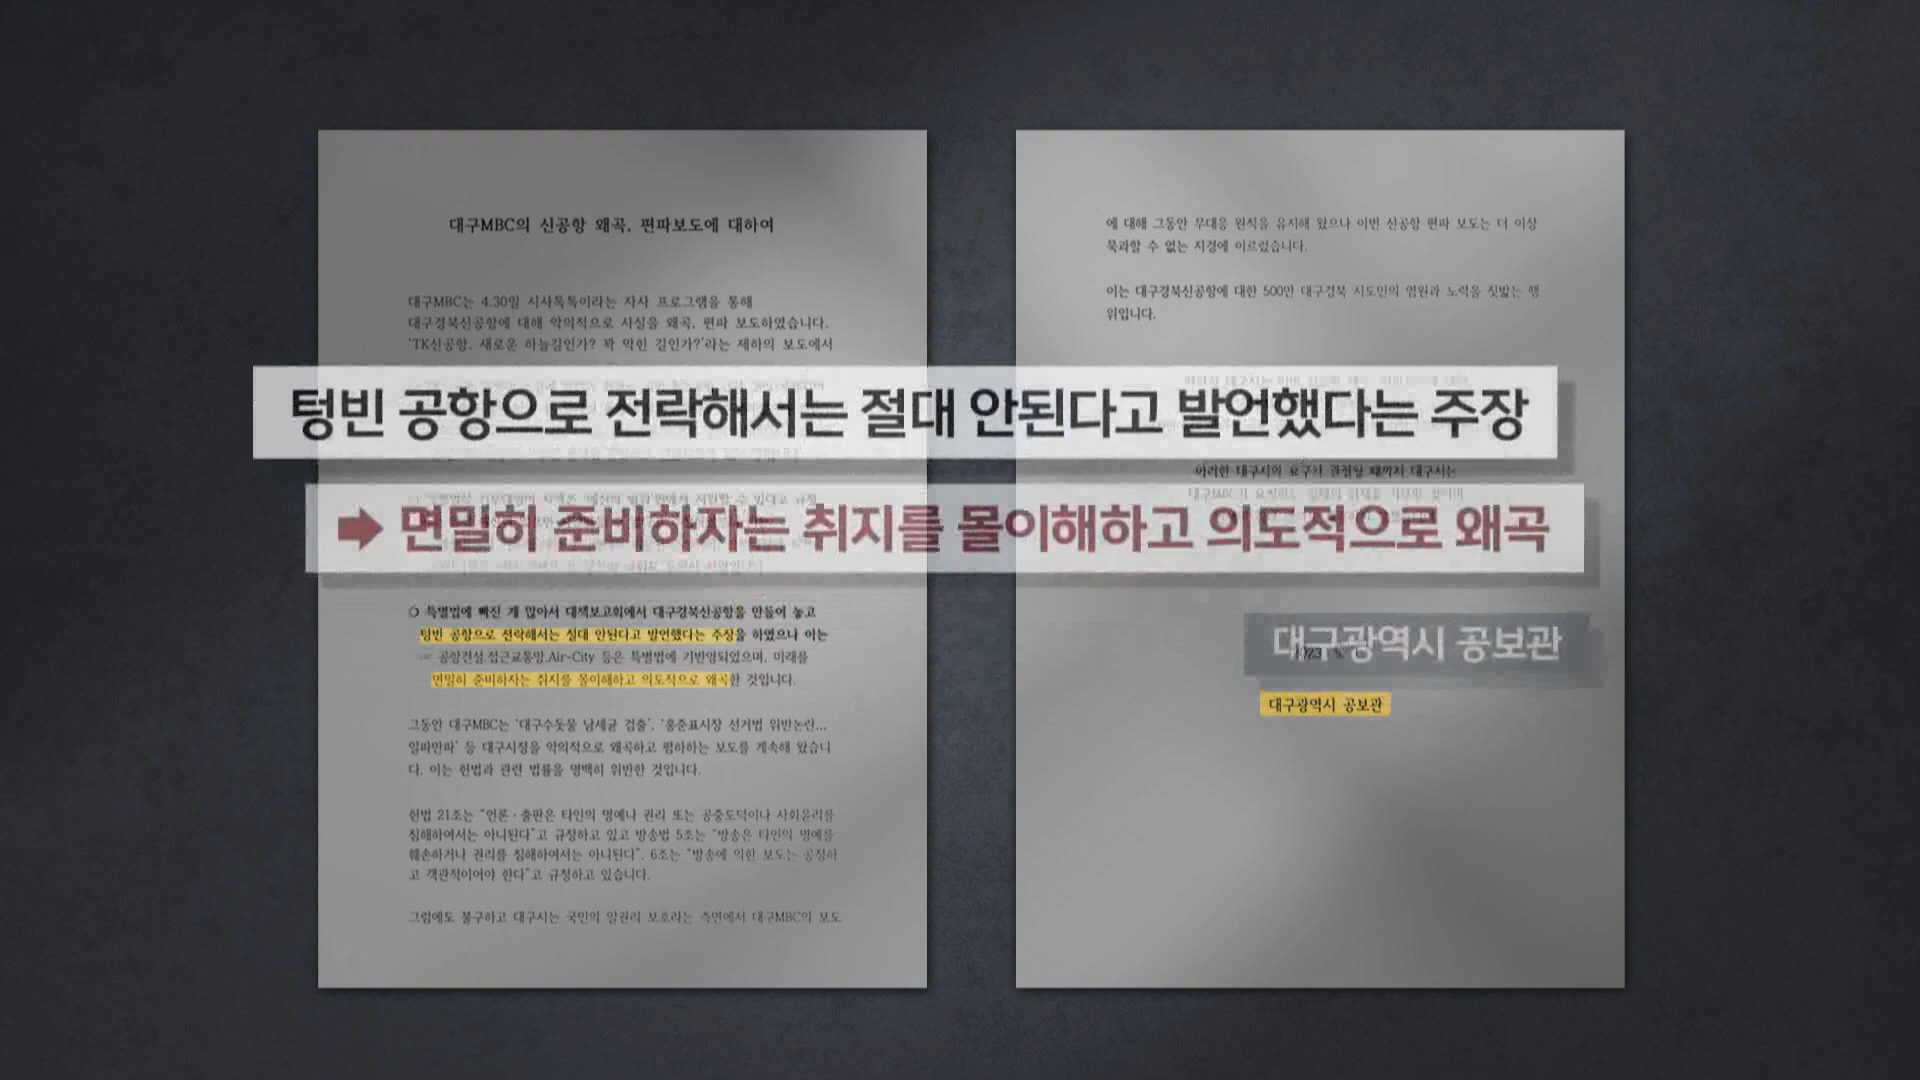 대구MBC의 신공항 왜곡, 편파보도에 대하여
대구MBC는 4.30일 시사톡톡이라는 자사 프로그램을 통해
대구경북신공항에 대해 악의적으로 사실을 왜곡, 편파 보도하였습니다.
'TK신공항, 새로운 하늘길인가? 꽉 막힌 길인가?'라는 제하의 보도에서
텅빈 공항으로 전락해서는 절대 안된다고 발언했다는 주장
➡ 면밀히 준비하자는 취지를 몰이해하고 의도적으로 왜곡
❍ 특별법에 빠진 게 많아서 대책보고회에서 대구경북신공항을 만들어 놓고
텅빈 공항으로 전락해서는 절대 안된다고 발언했다는 주장을 하였으나 이는
☞ 공항건설,접근교통망,Air-City 등은 특별법에 기반영되었으며, 미래를
면밀히 준비하자는 취지를 몰이해하고 의도적으로 왜곡한 것입니다.
그동안 대구MBC는 '대구수돗물 남세균 검출', '홍준표시장 선거법 위반논란...
일파만파' 등 대구시정을 악의적으로 왜곡하고 폄하하는 보도를 계속해 왔습니
다. 이는 헌법과 관련 법률을 명백히 위반한 것입니다.
헌법 21조는 "언론·출판은 타인의 명예나 권리 또는 공중도덕이나 사회윤리를
침해하여서는 아니된다"고 규정하고 있고 방송법 5조는 "방송은 타인의 명예를
훼손하거나 권리를 침해하여서는 아니된다", 6조는 "방송에 의한 보도는 공정하
고 객관적이어야 한다"고 규정하고 있습니다.
그럼에도 불구하고 대구시는 국민의 알권리 보호라는 측면에서 대구MBC의 보도
에 대해 그동안 무대응 원칙을 유지해 왔으나 이번 신공항 편파 보도는 더 이상
묵과할 수 없는 지경에 이르렀습니다.
이는 대구경북신공항에 대한 500만 대구경북 시도민의 염원과 노력을 짓밟는 행
위입니다.
이러한 대구시의 요구가 관철될 때까지 대구시는
대구광역시 공보관
대구광역시 공보관